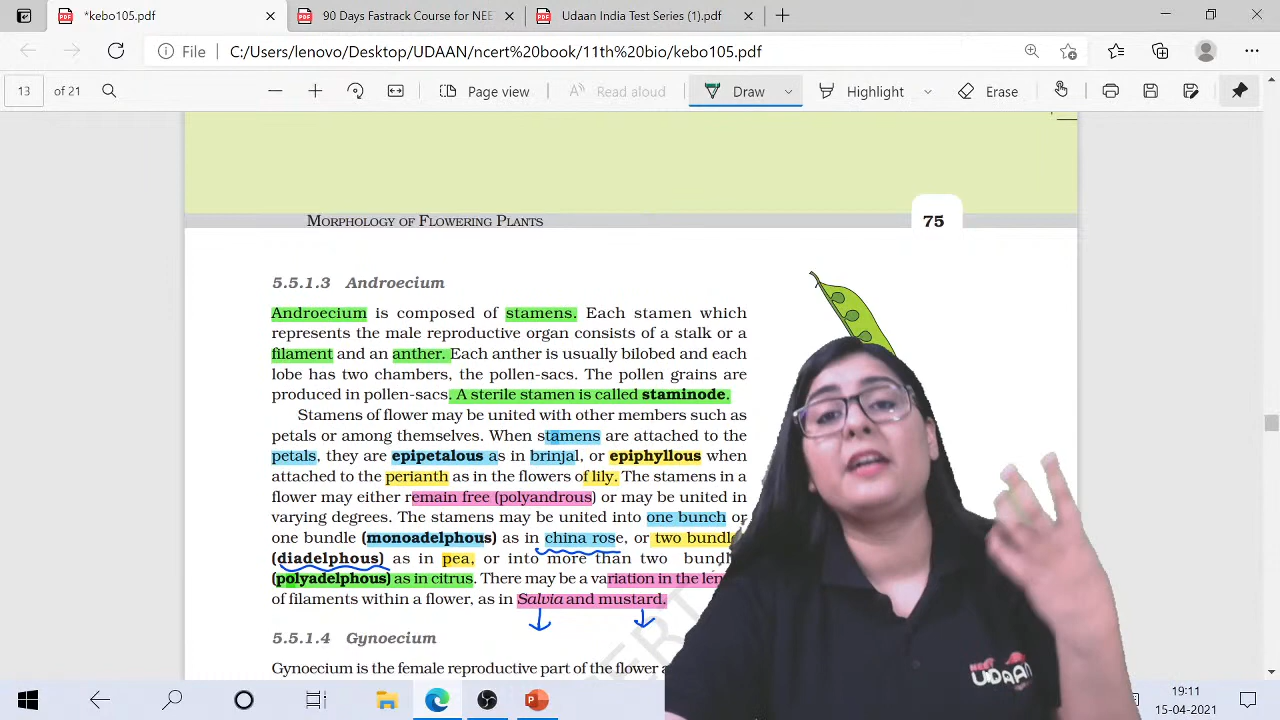 *kebo105.pdf
90 Days Fastrack Course for NEE
Udaan India Test Series (1).pdf
File C:/Users/lenovo/Desktop/UDAAN/ncert%20book/11th%20bio/kebo105.pdf
13 of 21 Page view Read aloud Draw Highlight Erase
MORPHOLOGY OF FLOWERING PLANTS 75
5.5.1.3 Androecium
Androecium is composed of stamens. Each stamen which
represents the male reproductive organ consists of a stalk or a
filament and an anther. Each anther is usually bilobed and each
lobe has two chambers, the pollen-sacs. The pollen grains are
produced in pollen-sacs. A sterile stamen is called staminode.
Stamens of flower may be united with other members such as
petals or among themselves. When stamens are attached to the
petals, they are epipetalous as in brinjal, or epiphyllous when
attached to the perianth as in the flowers of lily. The stamens in a
flower may either remain free (polyandrous) or may be united in
varying degrees. The stamens may be united into one bunch or
one bundle (monoadelphous) as in china rose, or two bundle
(diadelphous) as in pea, or into more than two
(polyadelphous) as in citrus. There may be a variation in the
of filaments within a flower, as in Salvia and mustard.
5.5.1.4 Gynoecium
Gynoecium is the female reproductive part of the flower
NEXT
UDAAN
19:11
15-04-2021